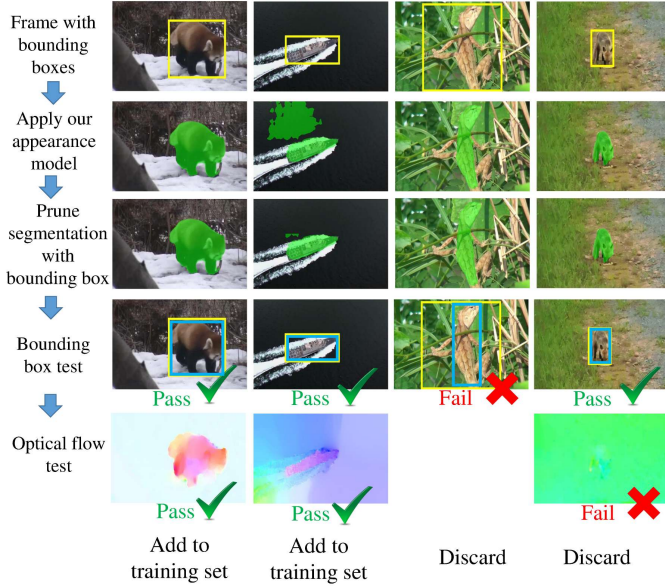 Frame with
bounding
boxes
Apply our
appearance
model
Prune
segmentation
with
bounding box
Bounding
box test
Pass
Pass
Fail
Pass
Optical flow
test
Pass
Pass
Fail
Add to
training set
Add to
training set
Discard
Discard